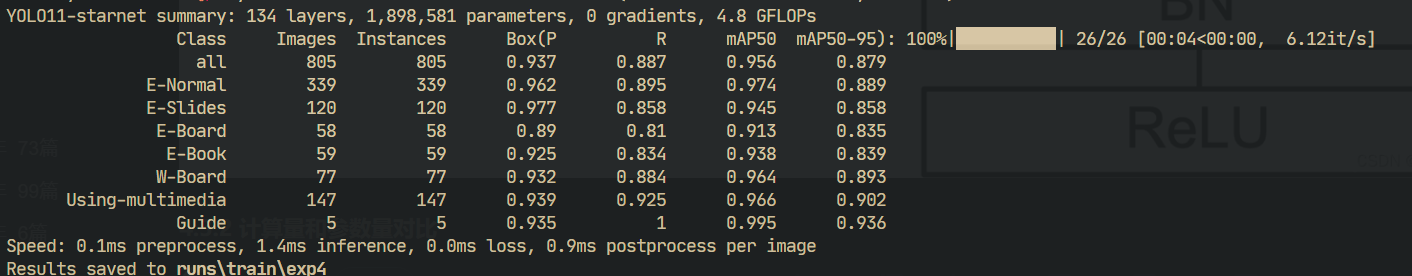 YOLO11-starnet summary: 134 layers, 1,898,581 parameters, 0 gradients, 4.8 GFLOPs
BN
Class Images Instances Box(P R mAP50 mAP50-95): 100%| | 26/26 [00:04<00:00, 6.12it/s]
all 805 805 0.937 0.887 0.956 0.879
E-Normal 339 339 0.962 0.895 0.974 0.889
E-Slides 120 120 0.977 0.858 0.945 0.858
E-Board 58 58 0.89 0.81 0.913 0.835
ReLU
E-Book 59 59 0.925 0.834 0.938 0.839
73篇
W-Board 77 77 0.932 0.884 0.964 0.893
99篇
Using-multimedia 147 147 0.939 0.925 0.966 0.902
Guide 5 5 0.935 1 0.995 0.936
6篇
计算量和参数量对比
Speed: 0.1ms preprocess, 1.4ms inference, 0.0ms loss, 0.9ms postprocess per image
Results saved to runs\train\exp4